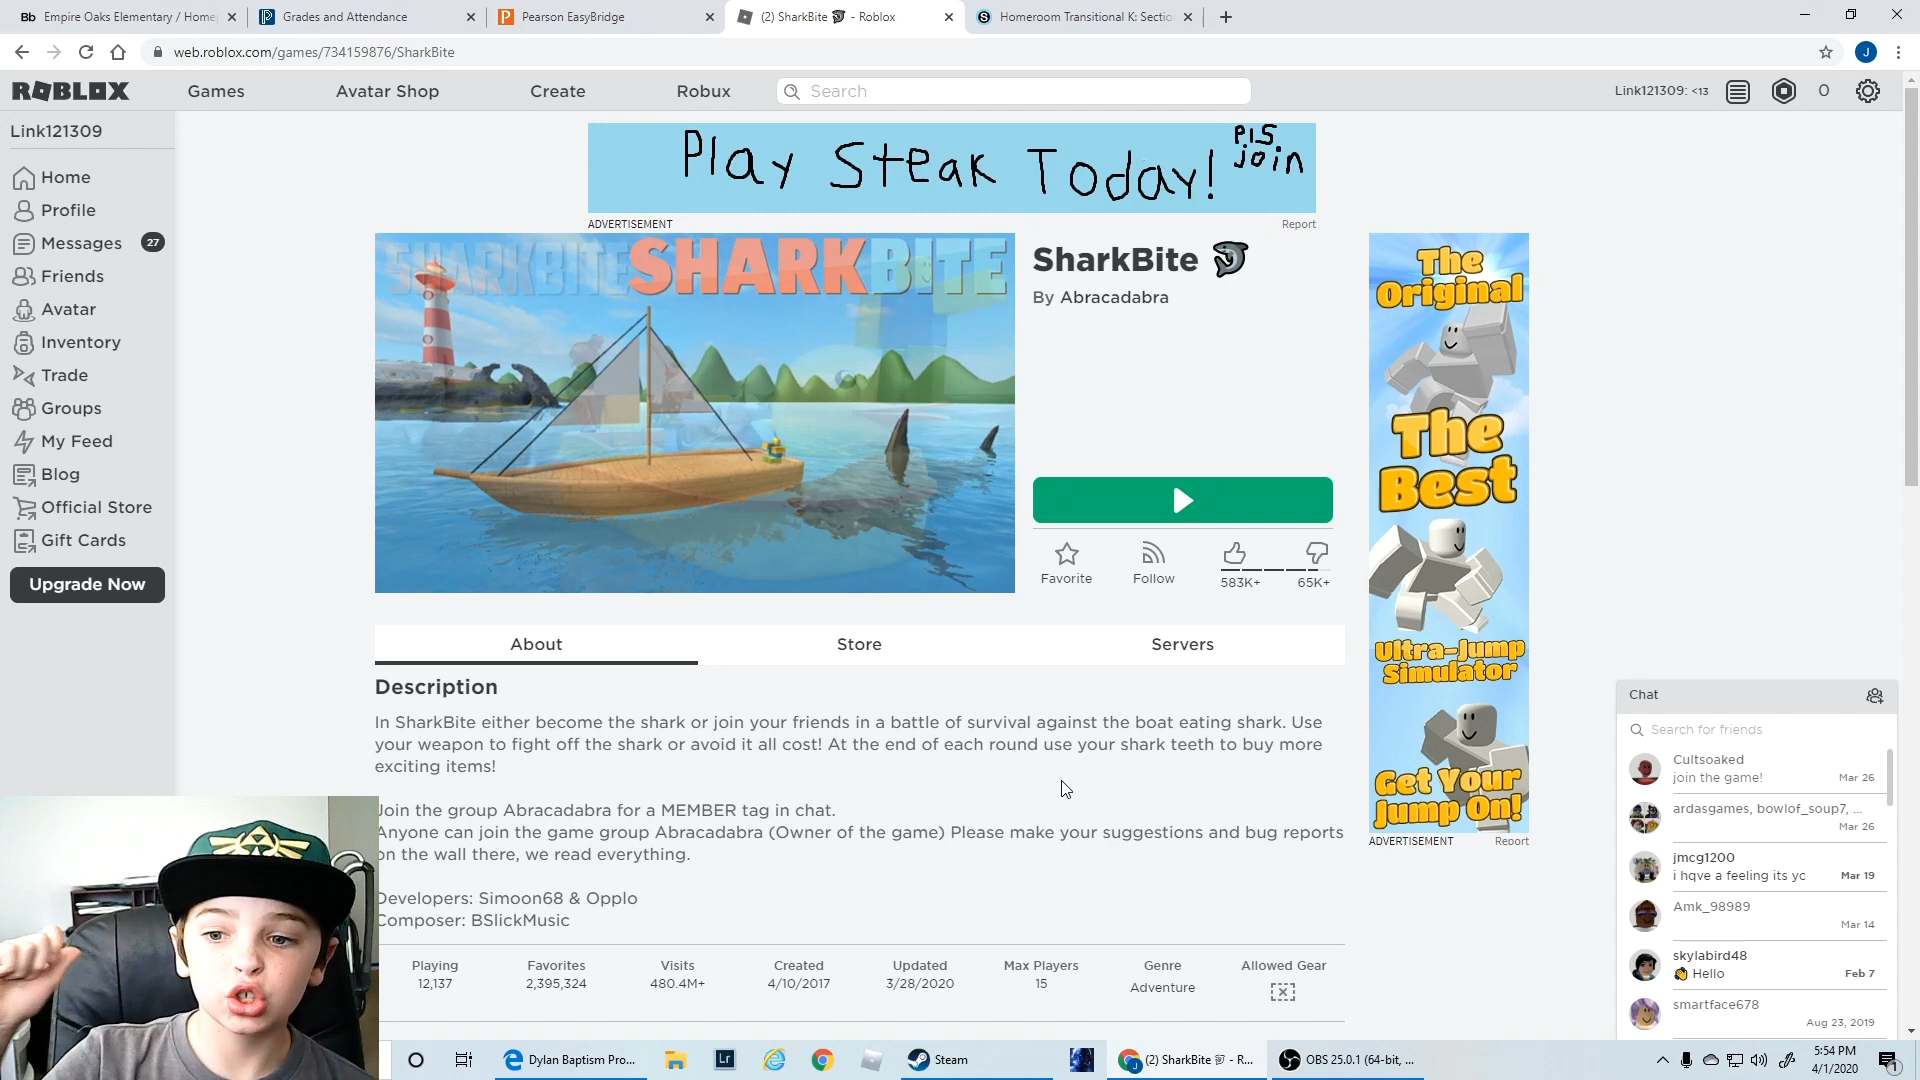 Bb Empire Oaks Elementary / Home
Grades and Attendance
Pearson EasyBridge
(2) SharkBite - Roblox
Homeroom Transitional K: Sectio
web.roblox.com/games/734159876/SharkBite
J
ROBLOX
Games
Avatar Shop
Create
Robux
Search
Link121309: <13
0
Link121309
Home
Profile
Messages 27
Friends
Avatar
Inventory
Trade
Groups
My Feed
Blog
Official Store
Gift Cards
Upgrade Now
Play Steak Today! Pls join
ADVERTISEMENT
Report
SHARKBITE SHARKBITE
SharkBite
By Abracadabra
Favorite
Follow
583K+
65K+
The Original
The Best
Ultra-Jump Simulator
Get Your Jump On!
ADVERTISEMENT
Report
About
Store
Servers
Description
In SharkBite either become the shark or join your friends in a battle of survival against the boat eating shark. Use
your weapon to fight off the shark or avoid it all cost! At the end of each round use your shark teeth to buy more
exciting items!
Join the group Abracadabra for a MEMBER tag in chat.
Anyone can join the game group Abracadabra (Owner of the game) Please make your suggestions and bug reports
on the wall there, we read everything.
Developers: Simoon68 & Opplo
Composer: BSlickMusic
Playing
12,137
Favorites
2,395,324
Visits
480.4M+
Created
4/10/2017
Updated
3/28/2020
Max Players
15
Genre
Adventure
Allowed Gear
Chat
Search for friends
Cultsoaked
join the game!
Mar 26
ardasgames, bowlof_soup7, ...
Mar 26
jmcg1200
i hqve a feeling its yc
Mar 19
Amk_98989
Mar 14
skylabird48
Hello
Feb 7
smartface678
Aug 23, 2019
Dylan Baptism Pro...
Lr
Steam
(2) SharkBite - R...
OBS 25.0.1 (64-bit, ...
5:54 PM
4/1/2020
1